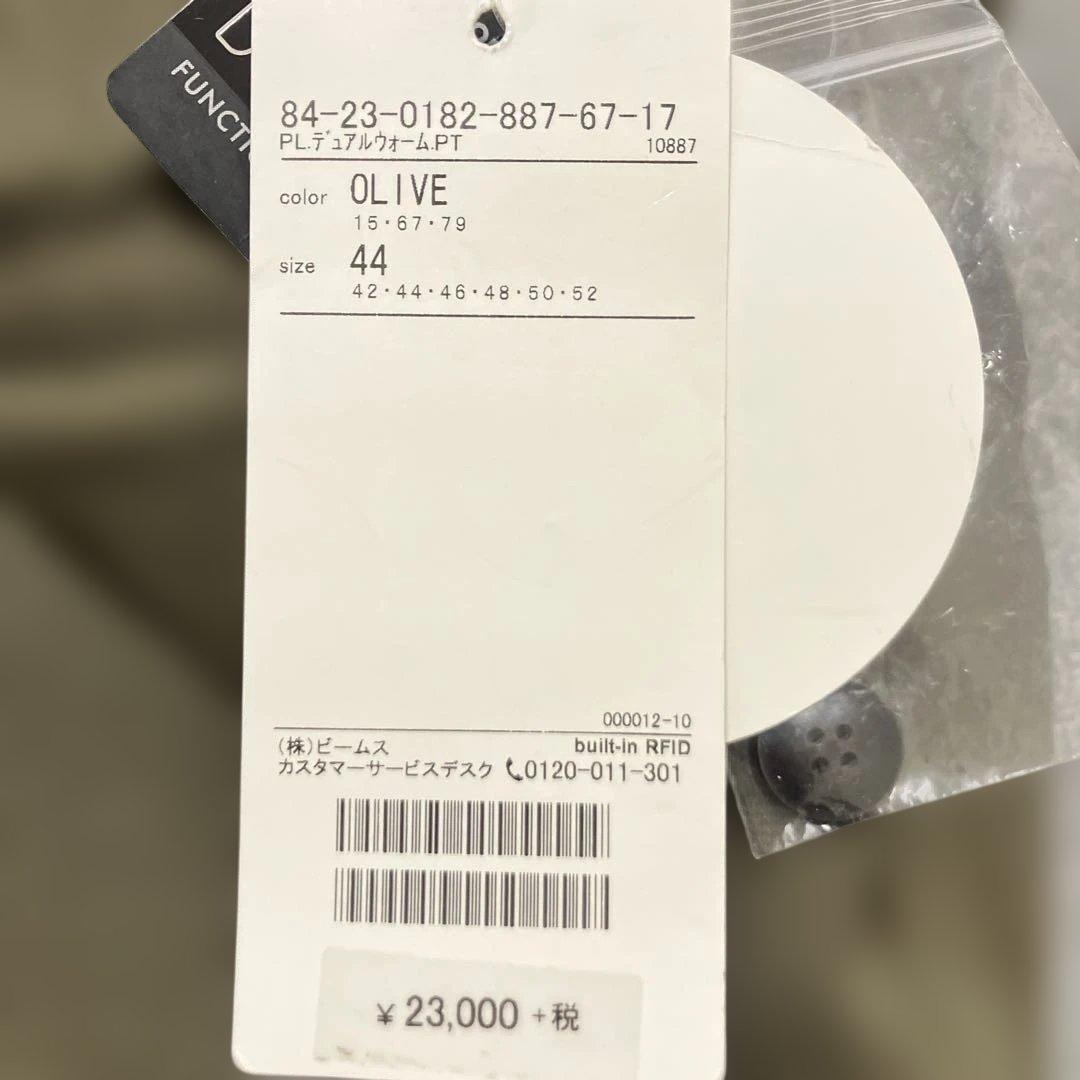 FUNCTI
84-23-0182-887-67-17
PL.デュアルウォーム.PT 10887
color OLIVE
15・67・79
size 44
42・44・46・48・50・52
000012-10
(株)ビームス built-in RFID
カスタマーサービスデスク 0120-011-301
¥ 23,000 +税